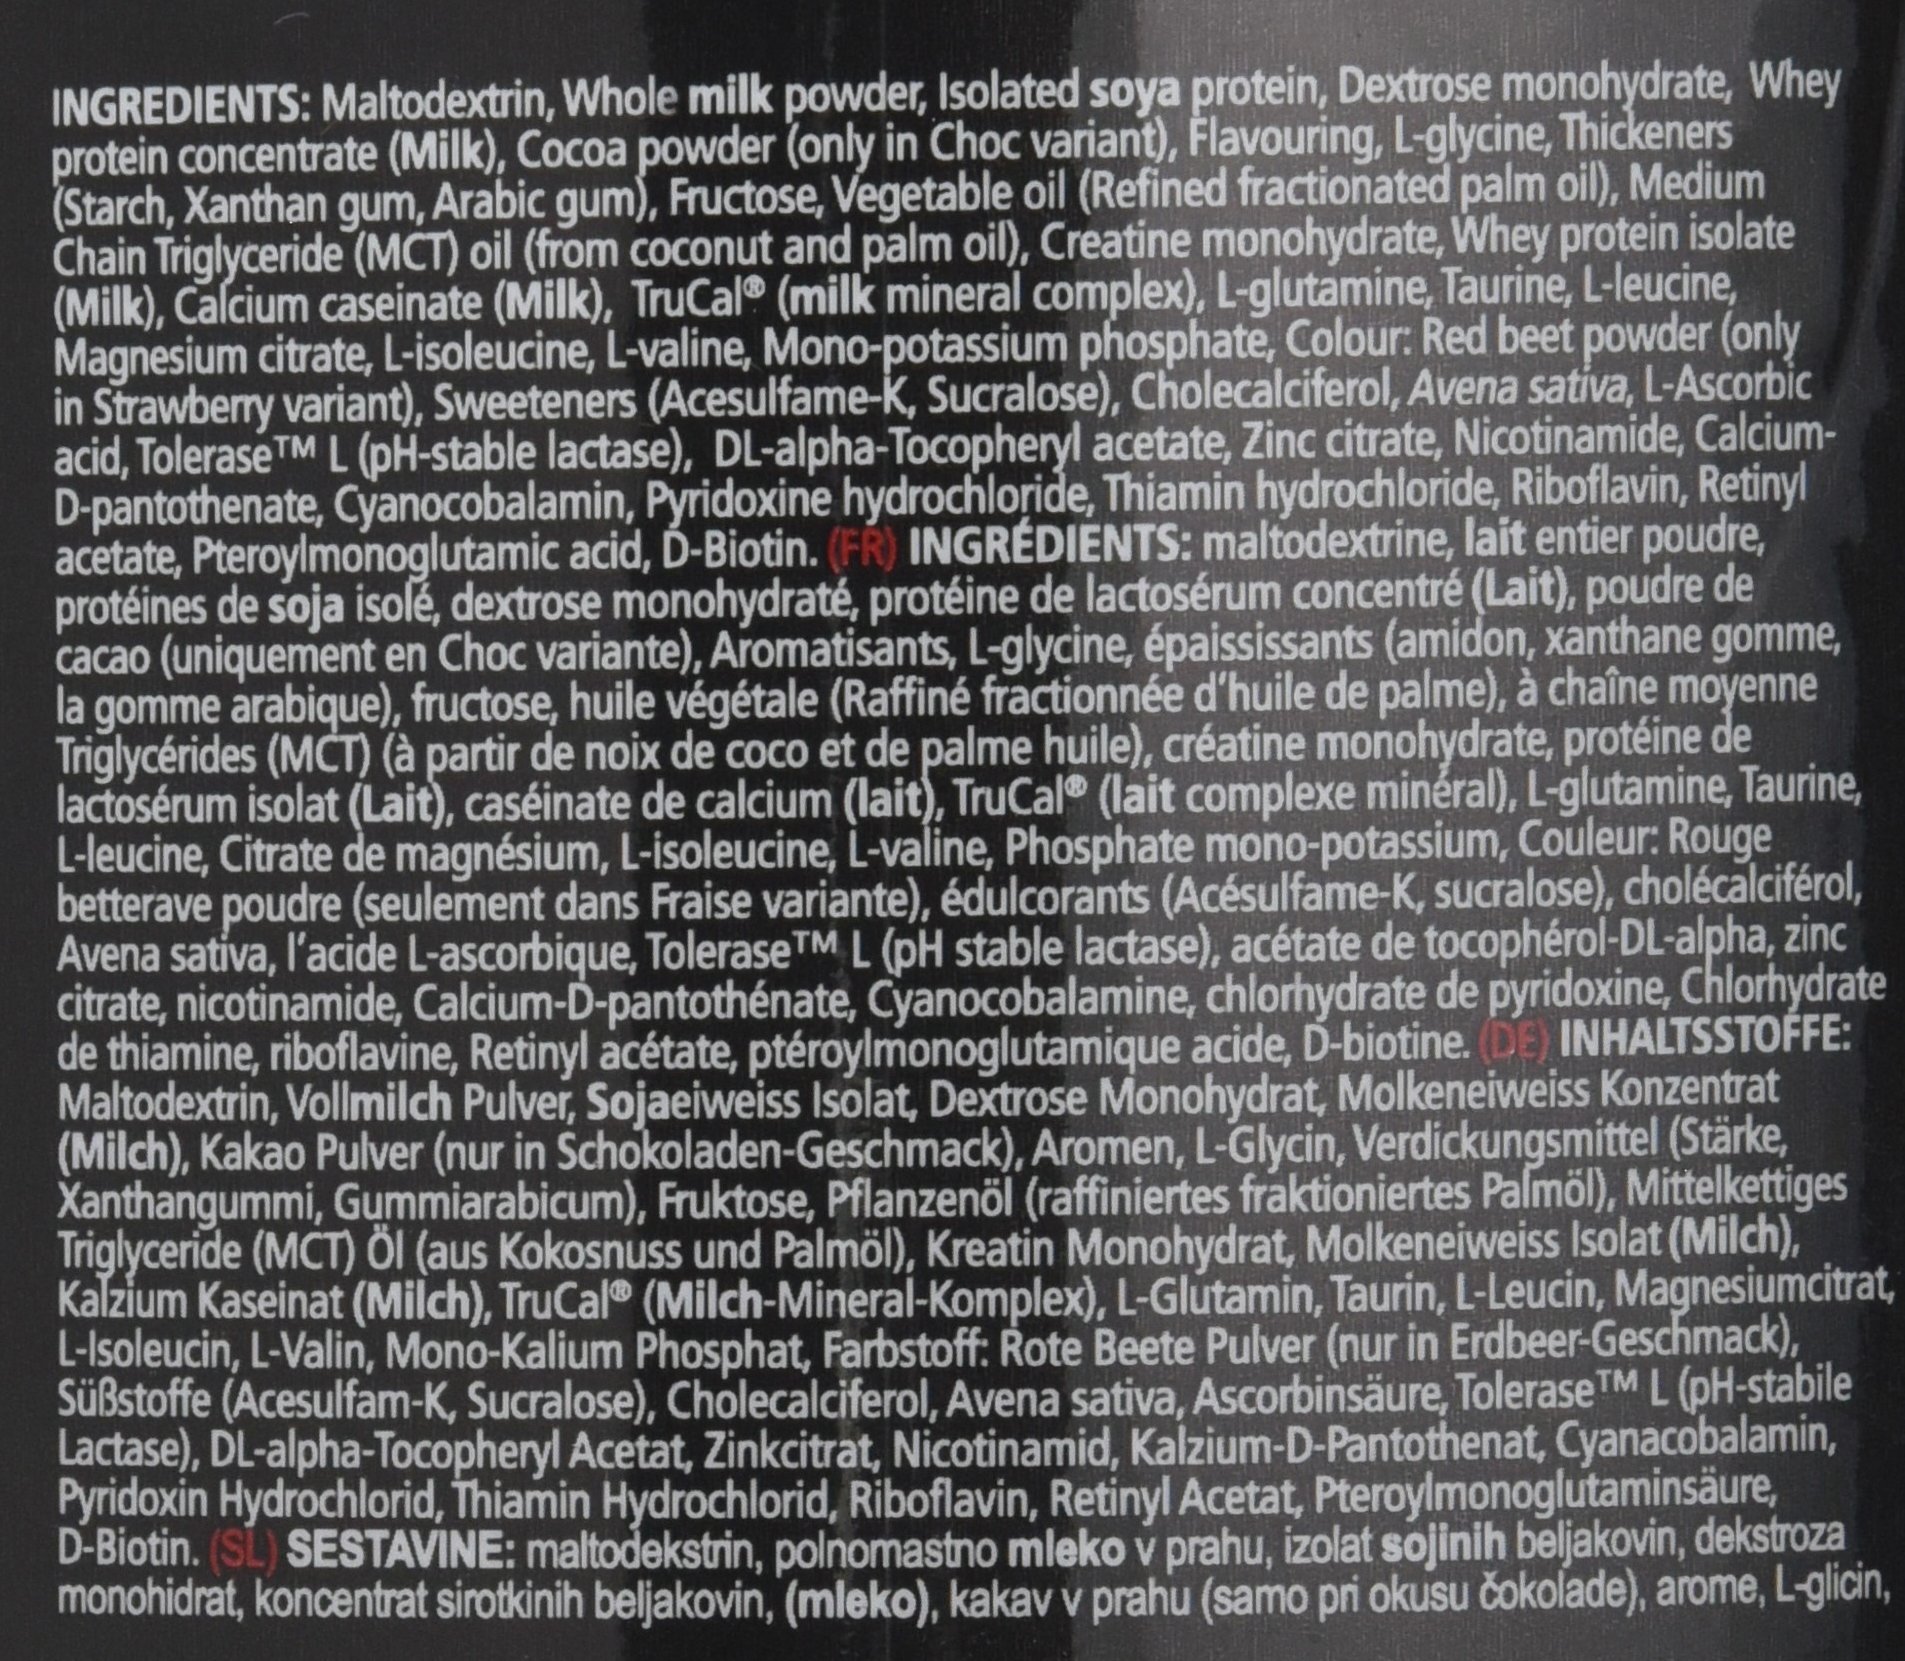 INGREDIENTS: Maltodextrin, Whole milk powder, Isolated soya protein, Dextrose monohydrate, Whey
protein concentrate (Milk), Cocoa powder (only in Choc variant), Flavouring, L-glycine, Thickeners
(Starch, Xanthan gum, Arabic gum), Fructose, Vegetable oil (Refined fractionated palm oil), Medium
Chain Triglyceride (MCT) oil (from coconut and palm oil), Creatine monohydrate, Whey protein isolate
(Milk), Calcium caseinate (Milk), TruCal® (milk mineral complex), L-glutamine, Taurine, L-leucine,
Magnesium citrate, L-isoleucine, L-valine, Mono-potassium phosphate, Colour: Red beet powder (only
in Strawberry variant), Sweeteners (Acesulfame-K, Sucralose), Cholecalciferol, Avena sativa, L-Ascorbic
acid, Tolerase™ L (pH-stable lactase), DL-alpha-Tocopheryl acetate, Zinc citrate, Nicotinamide, Calcium-
D-pantothenate, Cyanocobalamin, Pyridoxine hydrochloride, Thiamin hydrochloride, Riboflavin, Retinyl
acetate, Pteroylmonoglutamic acid, D-Biotin. (FR) INGRÉDIENTS: maltodextrine, lait entier poudre,
protéines de soja isolé, dextrose monohydraté, protéine de lactosérum concentré (Lait), poudre de
cacao (uniquement en Choc variante), Aromatisants, L-glycine, épaississants (amidon, xanthane gomme,
la gomme arabique), fructose, huile végétale (Raffiné fractionnée d'huile de palme), à chaîne moyenne
Triglycérides (MCT) (à partir de noix de coco et de palme huile), créatine monohydrate, protéine de
lactosérum isolat (Lait), caséinate de calcium (lait), TruCal® (lait complexe minéral), L-glutamine, Taurine,
L-leucine, Citrate de magnésium, L-isoleucine, L-valine, Phosphate mono-potassium, Couleur: Rouge
betterave poudre (seulement dans Fraise variante), édulcorants (Acésulfame-K, sucralose), cholécalciférol,
Avena sativa, l'acide L-ascorbique, Tolerase™ L (pH stable lactase), acétate de tocophérol-DL-alpha, zinc
citrate, nicotinamide, Calcium-D-pantothénate, Cyanocobalamine, chlorhydrate de pyridoxine, Chlorhydrate
de thiamine, riboflavine, Retinyl acétate, ptéroylmonoglutamique acide, D-biotine. (DE) INHALTSSTOFFE:
Maltodextrin, Vollmilch Pulver, Sojaeiweiss Isolat, Dextrose Monohydrat, Molkeneiweiss Konzentrat
(Milch), Kakao Pulver (nur in Schokoladen-Geschmack), Aromen, L-Glycin, Verdickungsmittel (Stärke,
Xanthangummi, Gummiarabicum), Fruktose, Pflanzenöl (raffiniertes fraktioniertes Palmöl), Mittelkettiges
Triglyceride (MCT) Öl (aus Kokosnuss und Palmöl), Kreatin Monohydrat, Molkeneiweiss Isolat (Milch),
Kalzium Kaseinat (Milch), TruCal® (Milch-Mineral-Komplex), L-Glutamin, Taurin, L-Leucin, Magnesiumcitrat,
L-Isoleucin, L-Valin, Mono-Kalium Phosphat, Farbstoff: Rote Beete Pulver (nur in Erdbeer-Geschmack),
Süßstoffe (Acesulfam-K, Sucralose), Cholecalciferol, Avena sativa, Ascorbinsäure, Tolerase™ L (pH-stabile
Lactase), DL-alpha-Tocopheryl Acetat, Zinkcitrat, Nicotinamid, Kalzium-D-Pantothenat, Cyanacobalamin,
Pyridoxin Hydrochlorid, Thiamin Hydrochlorid, Riboflavin, Retinyl Acetat, Pteroylmonoglutaminsäure,
D-Biotin. (SL) SESTAVINE: maltodekstrin, polnomastno mleko v prahu, izolat sojinih beljakovin, dekstroza
monohidrat, koncentrat sirotkinih beljakovin, (mleko), kakav v prahu (samo pri okusu čokolade), arome, L-glicin,